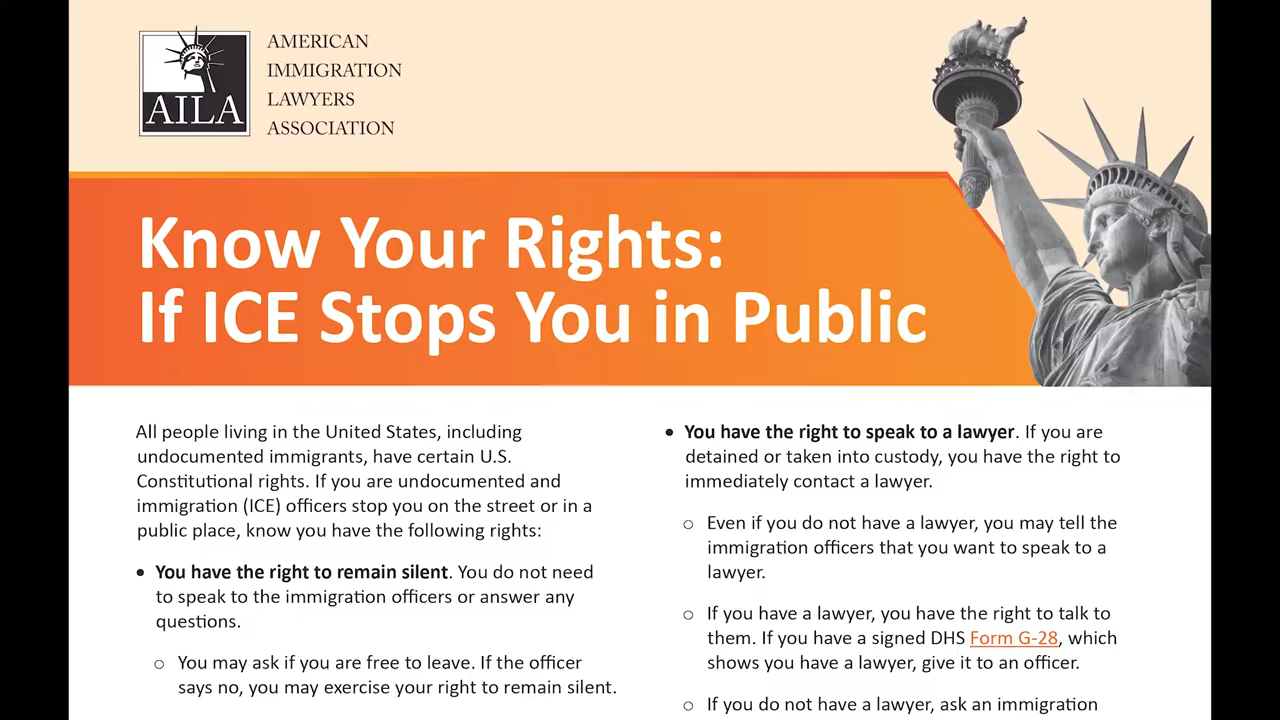 AILA
AMERICAN
IMMIGRATION
LAWYERS
ASSOCIATION
Know Your Rights:
If ICE Stops You in Public
All people living in the United States, including
undocumented immigrants, have certain U.S.
Constitutional rights. If you are undocumented and
immigration (ICE) officers stop you on the street or in a
public place, know you have the following rights:
• You have the right to remain silent. You do not need
to speak to the immigration officers or answer any
questions.
○ You may ask if you are free to leave. If the officer
says no, you may exercise your right to remain silent.
• You have the right to speak to a lawyer. If you are
detained or taken into custody, you have the right to
immediately contact a lawyer.
○ Even if you do not have a lawyer, you may tell the
immigration officers that you want to speak to a
lawyer.
○ If you have a lawyer, you have the right to talk to
them. If you have a signed DHS Form G-28, which
shows you have a lawyer, give it to an officer.
○ If you do not have a lawyer, ask an immigration